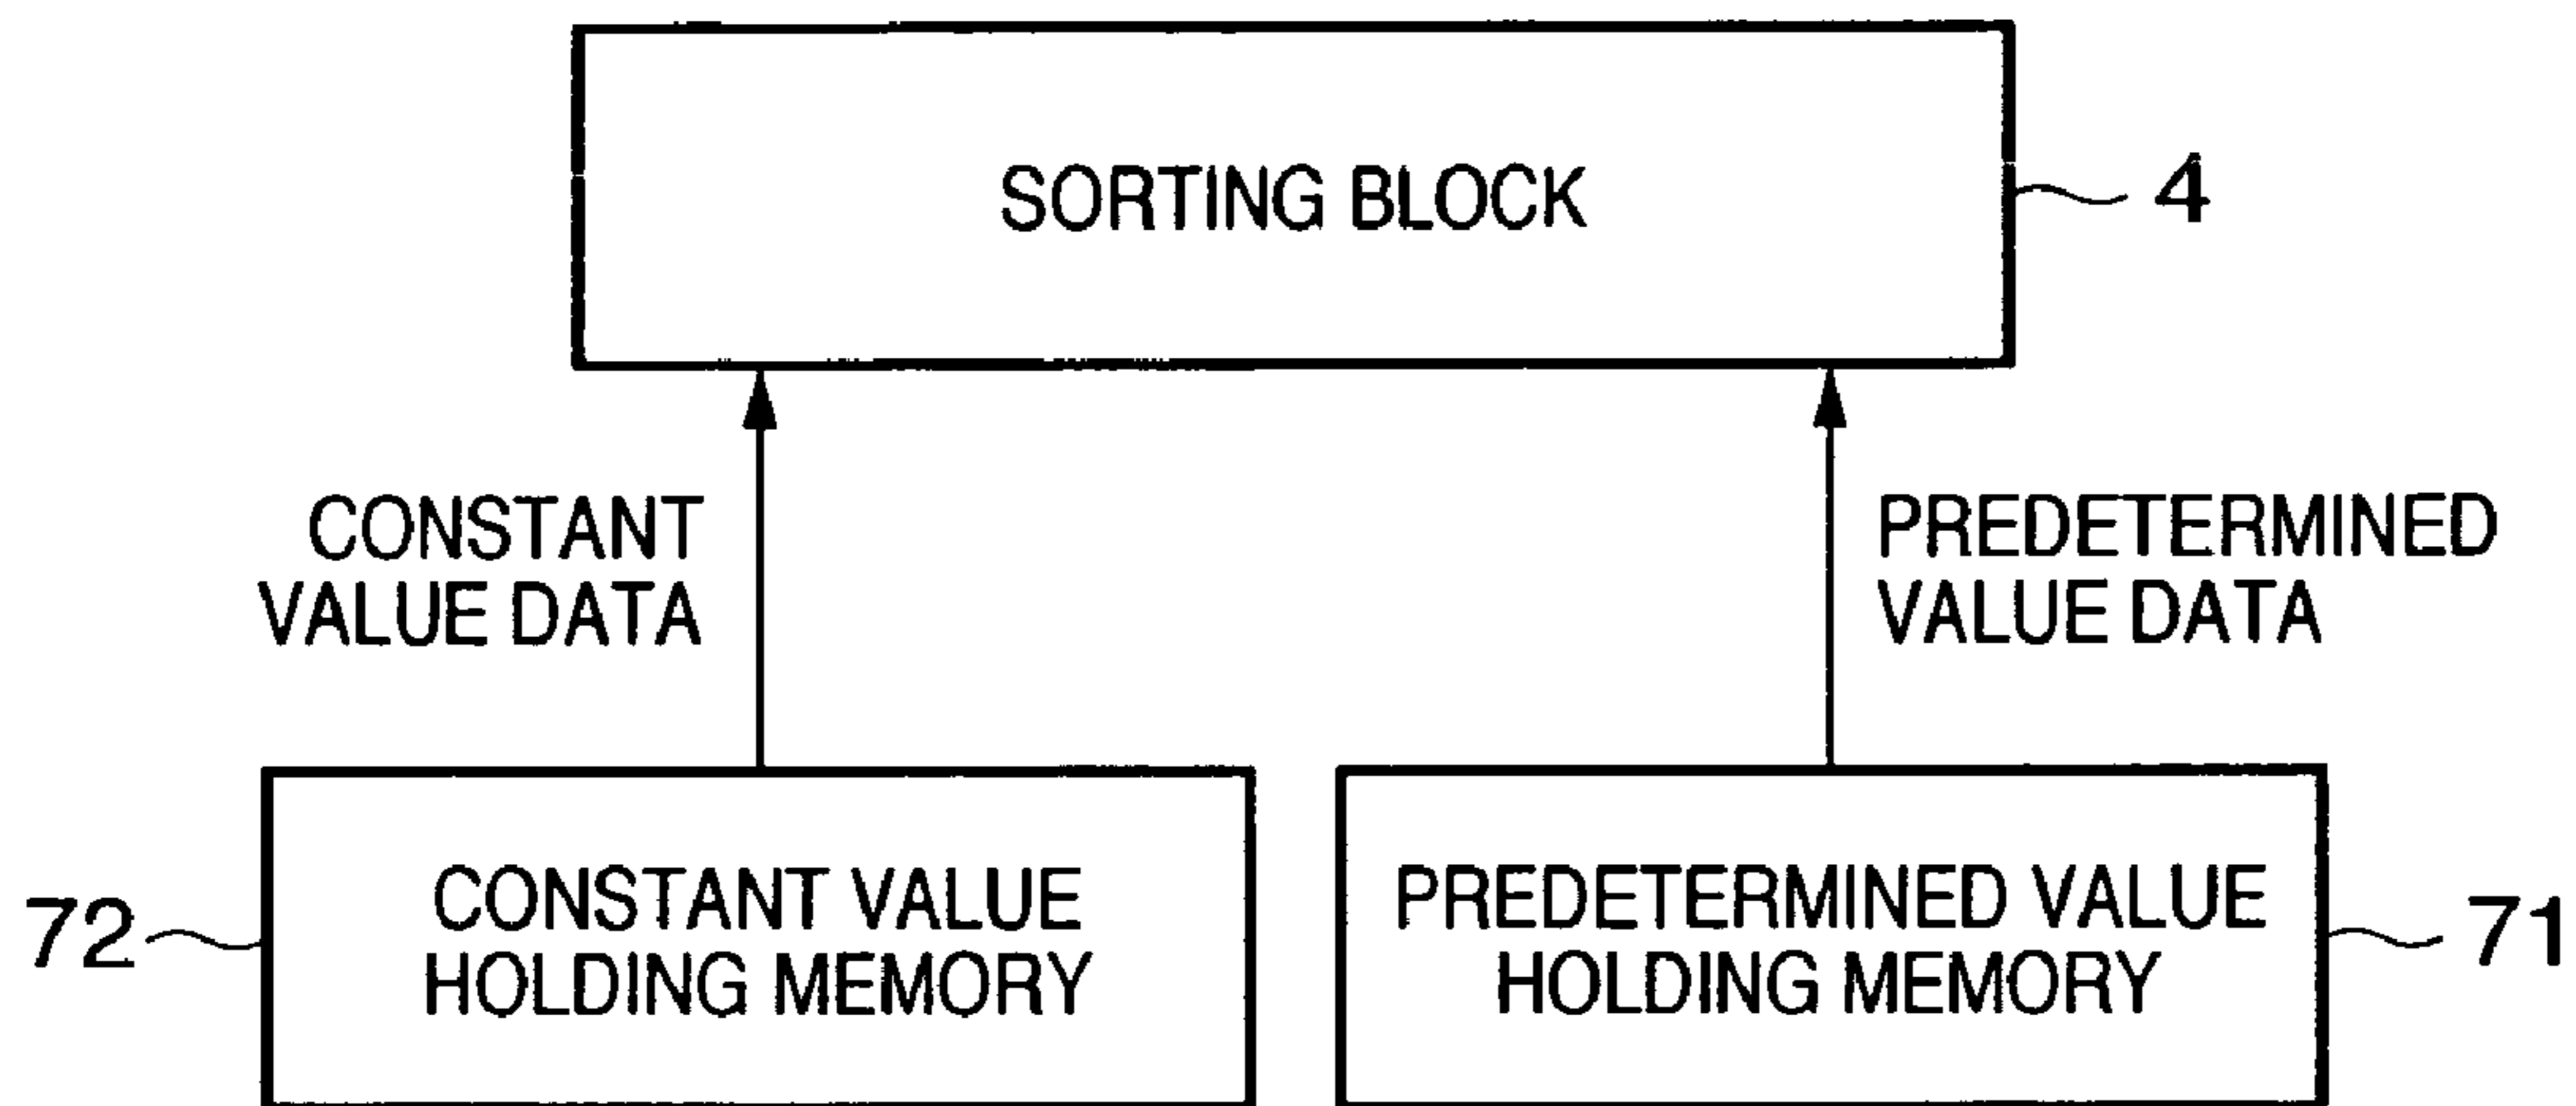 SORTING BLOCK
4
CONSTANT
VALUE DATA
PREDETERMINED
VALUE DATA
72
CONSTANT VALUE
HOLDING MEMORY
PREDETERMINED VALUE
HOLDING MEMORY
71